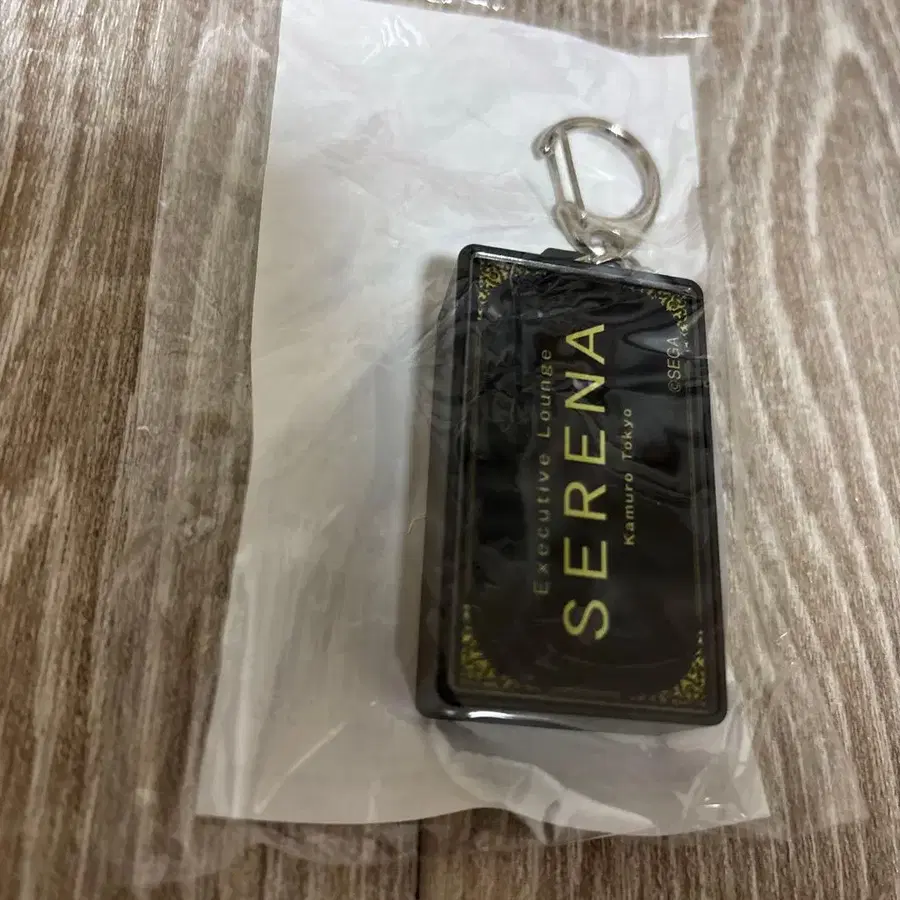 Executive Lounge
SERENA
Kamuro Tokyo
©SEGA